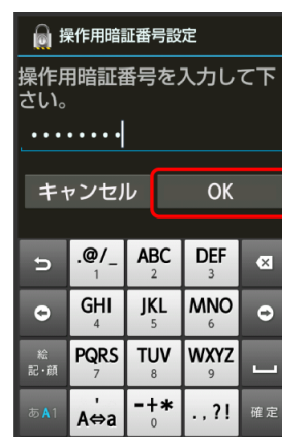 操作用暗証番号設定
操作用暗証番号を入力して下
さい。
........
キャンセル OK
.@/_ ABC DEF
1 2 3
GHI JKL MNO
4 5 6
絵
記・顔
PQRS TUV WXYZ
7 8 9
あA1 ' A⇔a -+* .,?! 確定
0